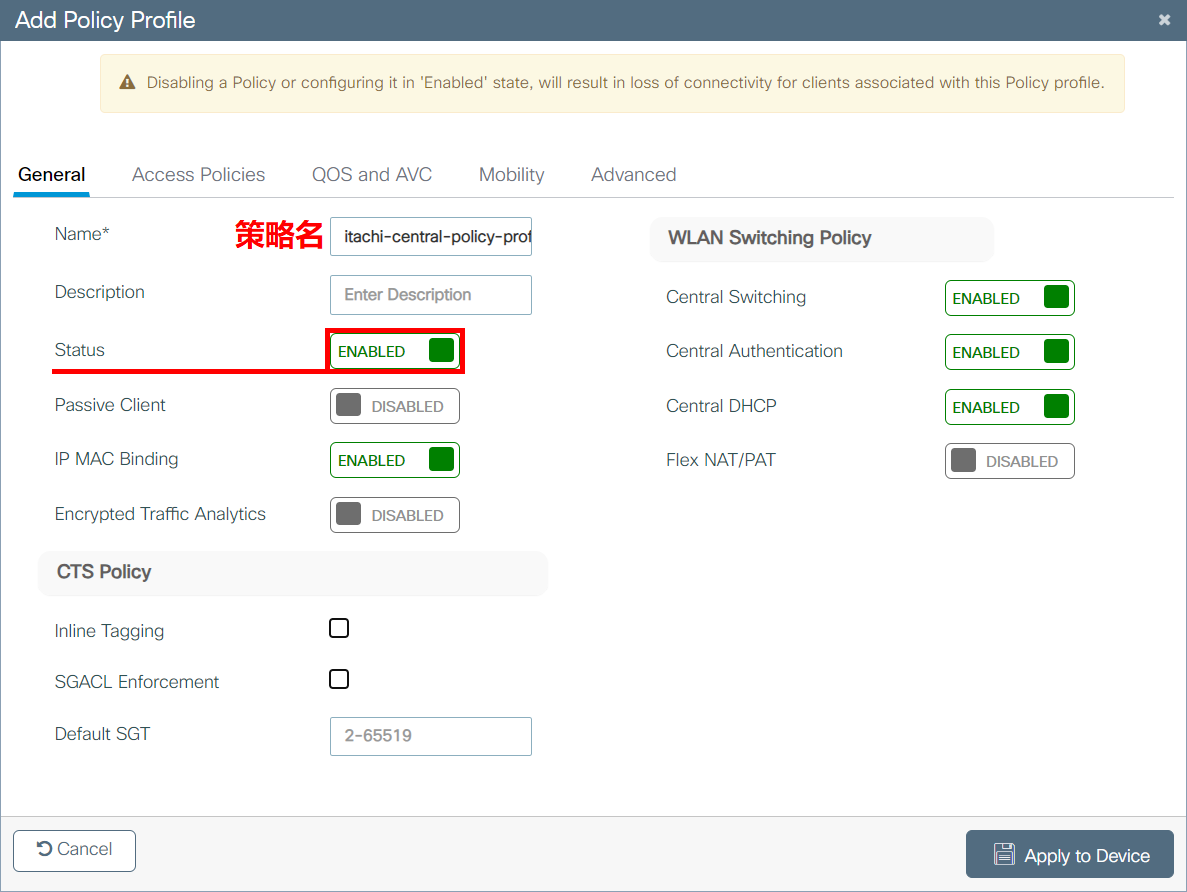 Add Policy Profile
Disabling a Policy or configuring it in 'Enabled' state, will result in loss of connectivity for clients associated with this Policy profile.
General Access Policies QOS and AVC Mobility Advanced
Name* 策略名 itachi-central-policy-prof
Description Enter Description
Status ENABLED
Passive Client DISABLED
IP MAC Binding ENABLED
Encrypted Traffic Analytics DISABLED
CTS Policy
Inline Tagging
SGACL Enforcement
Default SGT 2-65519
WLAN Switching Policy
Central Switching ENABLED
Central Authentication ENABLED
Central DHCP ENABLED
Flex NAT/PAT DISABLED
Cancel Apply to Device